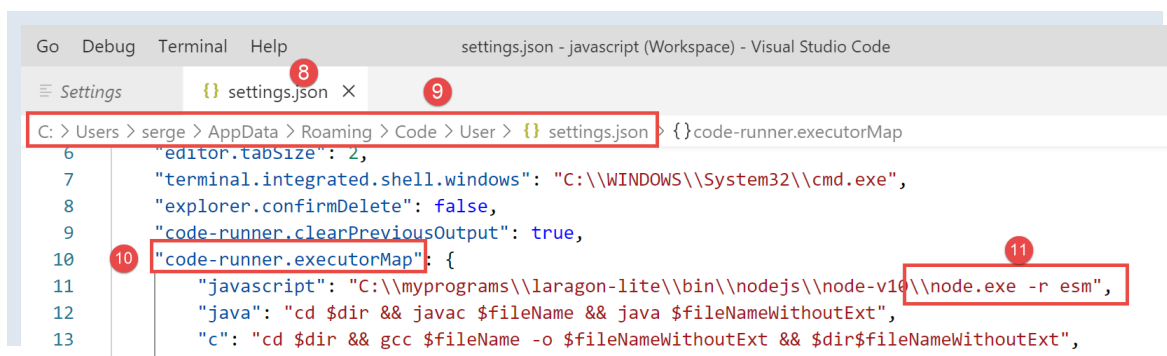 Go Debug Terminal Help settings.json - javascript (Workspace) - Visual Studio Code
8
Settings {} settings.json ×
9
C: > Users > serge > AppData > Roaming > Code > User > {} settings.json > {}code-runner.executorMap
6 "editor.tabSize": 2,
7 "terminal.integrated.shell.windows": "C:\\WINDOWS\\System32\\cmd.exe",
8 "explorer.confirmDelete": false,
9 "code-runner.clearPreviousOutput": true,
10 10 "code-runner.executorMap": {
11
11 "javascript": "C:\\myprograms\\laragon-lite\\bin\\nodejs\\node-v10\\node.exe -r esm",
12 "java": "cd $dir && javac $fileName && java $fileNameWithoutExt",
13 "c": "cd $dir && gcc $fileName -o $fileNameWithoutExt && $dir$fileNameWithoutExt",